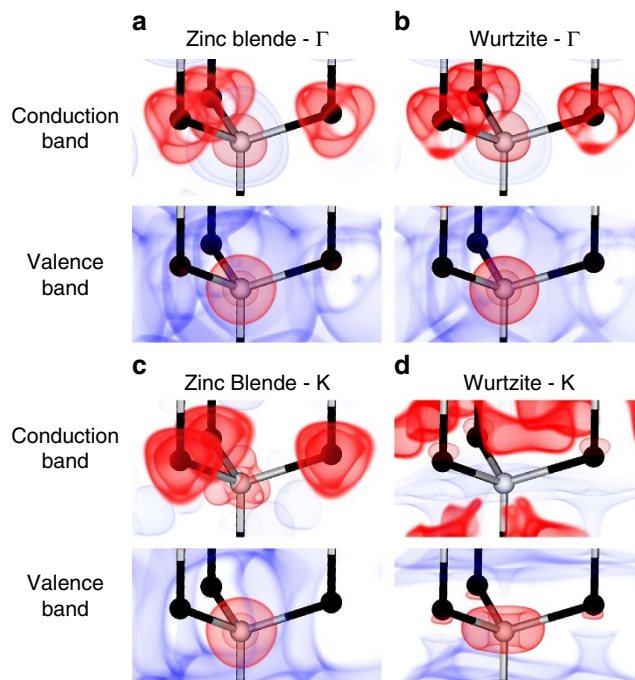 a
Zinc blende - Γ
b
Wurtzite - Γ
Conduction
band
Valence
band
c
Zinc Blende - K
d
Wurtzite - K
Conduction
band
Valence
band